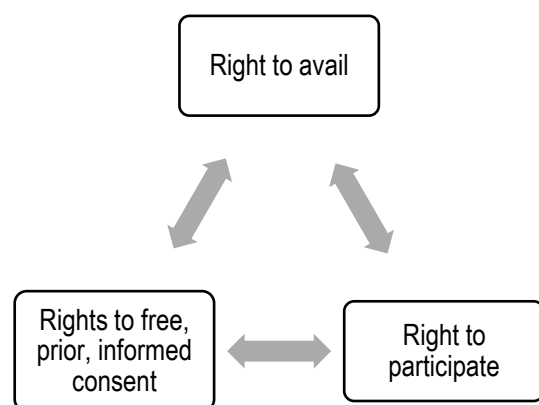 Right to avail
Rights to free,
prior, informed
consent
Right to
participate